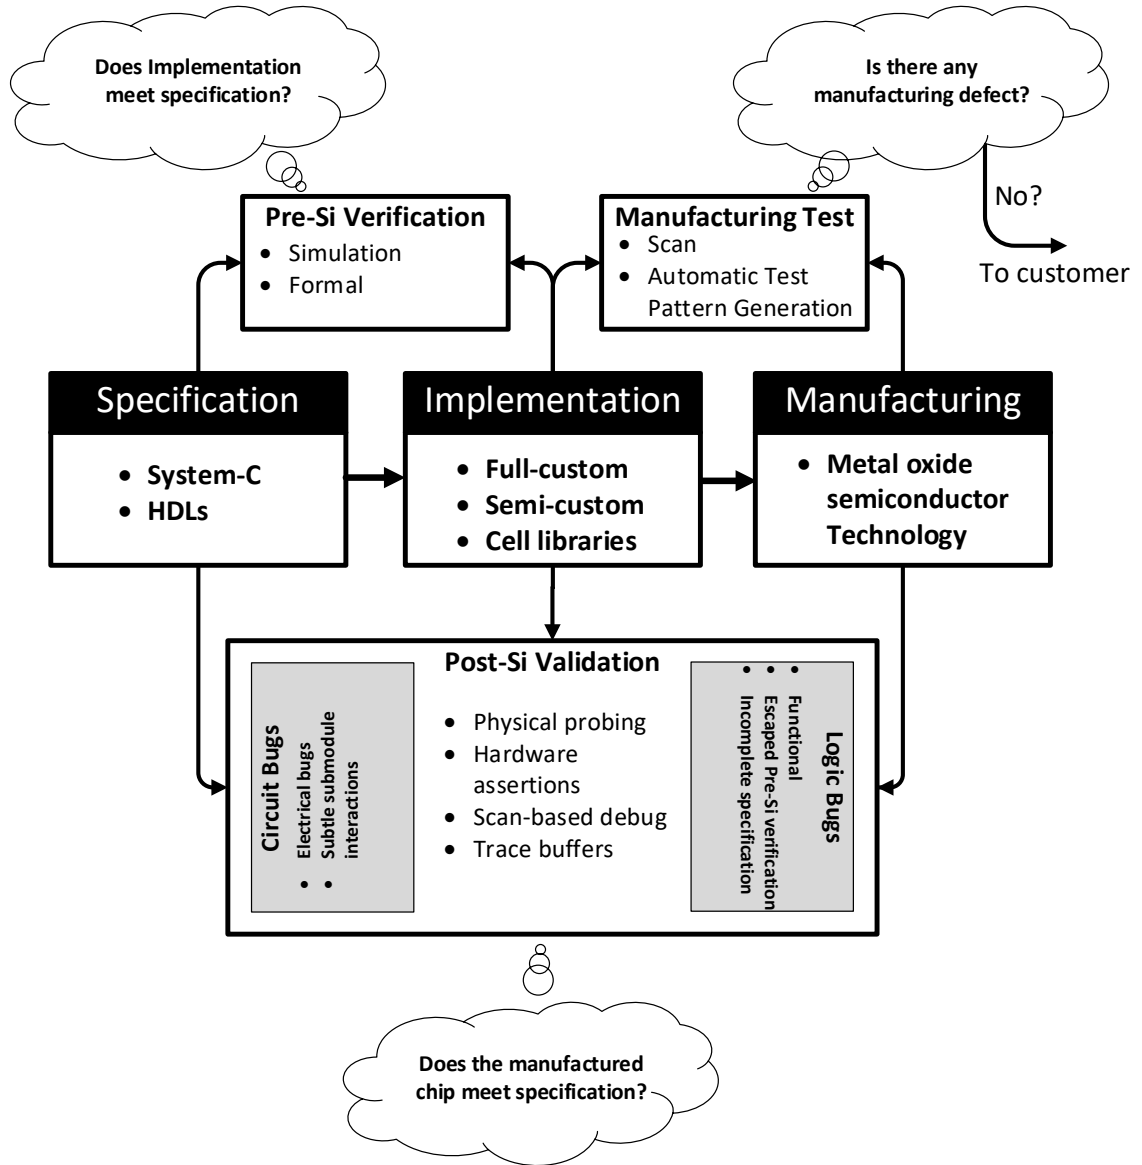 Does Implementation
meet specification?
Is there any
manufacturing defect?
No?
To customer
Pre-Si Verification
• Simulation
• Formal
Manufacturing Test
• Scan
• Automatic Test
Pattern Generation
Specification
• System-C
• HDLs
Implementation
• Full-custom
• Semi-custom
• Cell libraries
Manufacturing
• Metal oxide
semiconductor
Technology
Post-Si Validation
Circuit Bugs
• Electrical bugs
• Subtle submodule
interactions
• Physical probing
• Hardware
assertions
• Scan-based debug
• Trace buffers
Logic Bugs
• Functional
• Escaped Pre-Si verification
• Incomplete specification
Does the manufactured
chip meet specification?